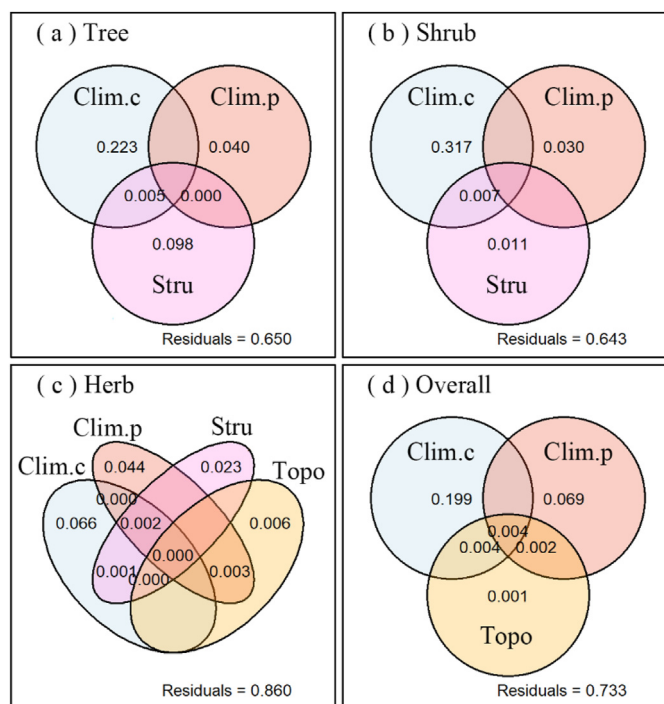 ( a ) Tree
Clim.c
Clim.p
0.223
0.040
0.005
0.000
0.098
Stru
Residuals = 0.650
( b ) Shrub
Clim.c
Clim.p
0.317
0.030
0.007
0.011
Stru
Residuals = 0.643
( c ) Herb
Clim.p
Stru
Clim.c
Topo
0.044
0.023
0.000
0.066
0.002
0.006
0.000
0.001
0.000
0.003
Residuals = 0.860
( d ) Overall
Clim.c
Clim.p
0.199
0.069
0.004
0.004
0.002
0.001
Topo
Residuals = 0.733